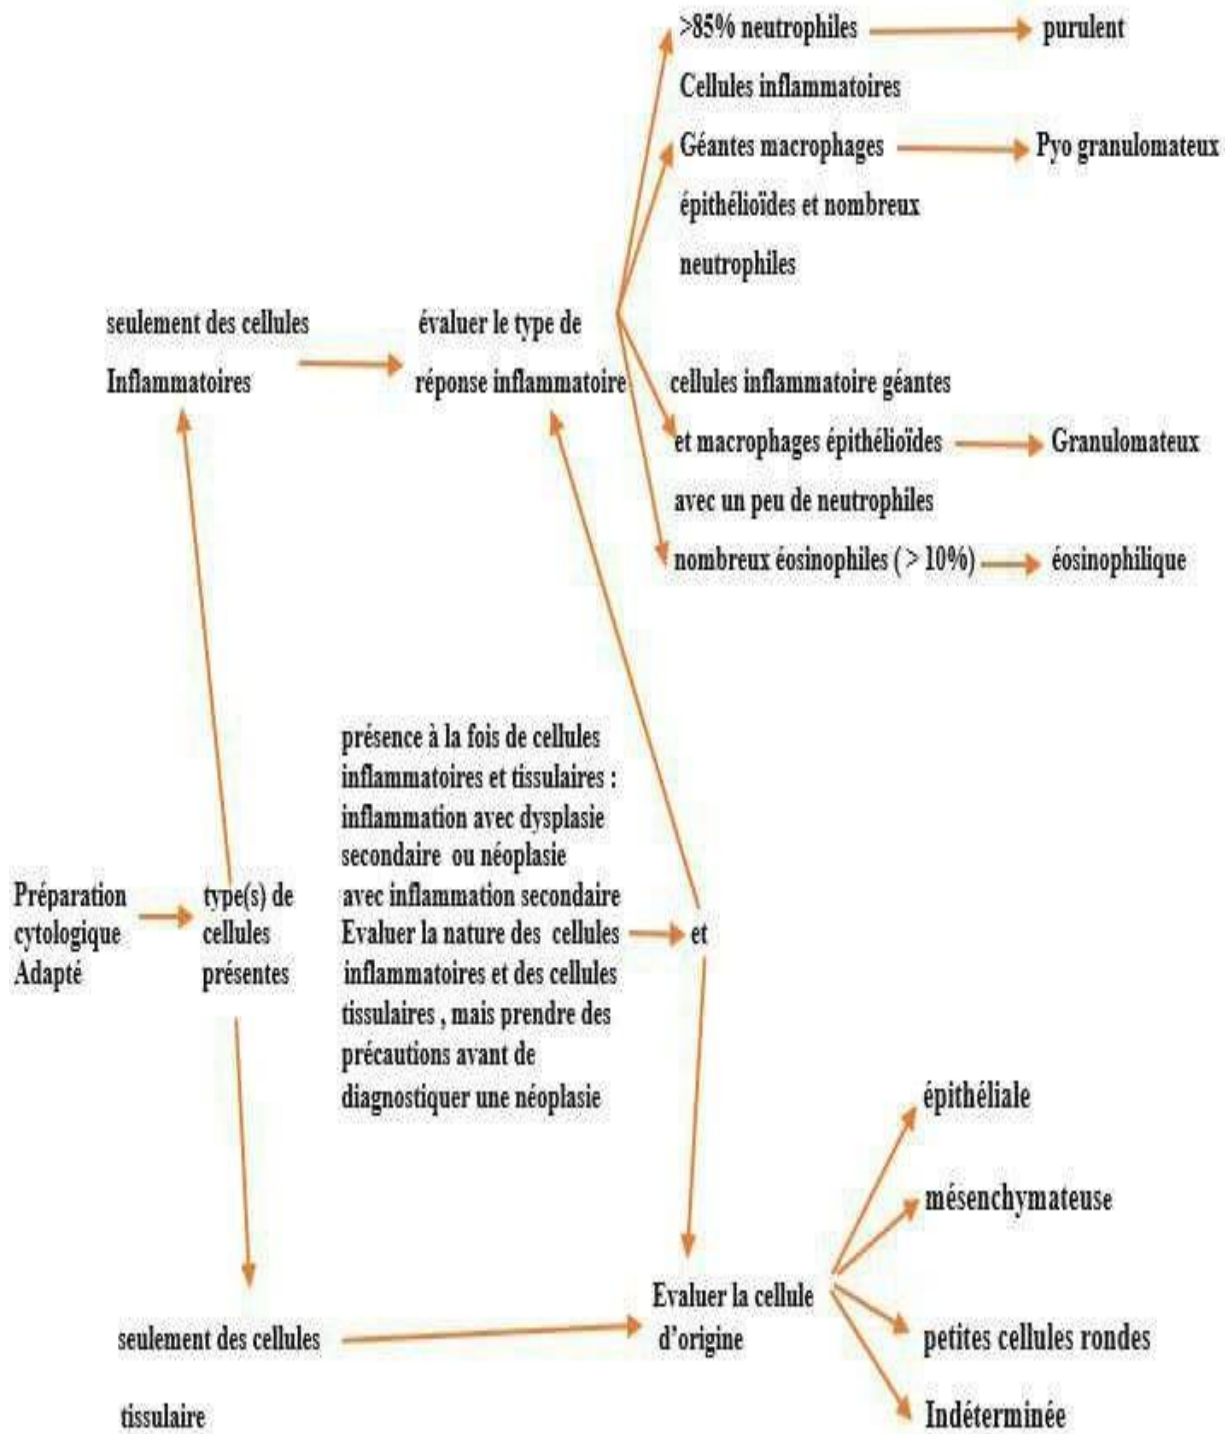 >85% neutrophiles
purulent
Cellules inflammatoires
Géantes macrophages
Pyo granulomateux
épithélioïdes et nombreux
neutrophiles
seulement des cellules
Inflammatoires
évaluer le type de
réponse inflammatoire
cellules inflammatoire géantes
et macrophages épithélioïdes
Granulomateux
avec un peu de neutrophiles
nombreux éosinophiles ( > 10%)
éosinophilique
présence à la fois de cellules
inflammatoires et tissulaires :
inflammation avec dysplasie
secondaire ou néoplasie
avec inflammation secondaire
Evaluer la nature des cellules
inflammatoires et des cellules
tissulaires , mais prendre des
précautions avant de
diagnostiquer une néoplasie
et
Préparation
cytologique
Adapté
type(s) de
cellules
présentes
seulement des cellules
tissulaire
Evaluer la cellule
d'origine
épithéliale
mésenchymateuse
petites cellules rondes
Indéterminée